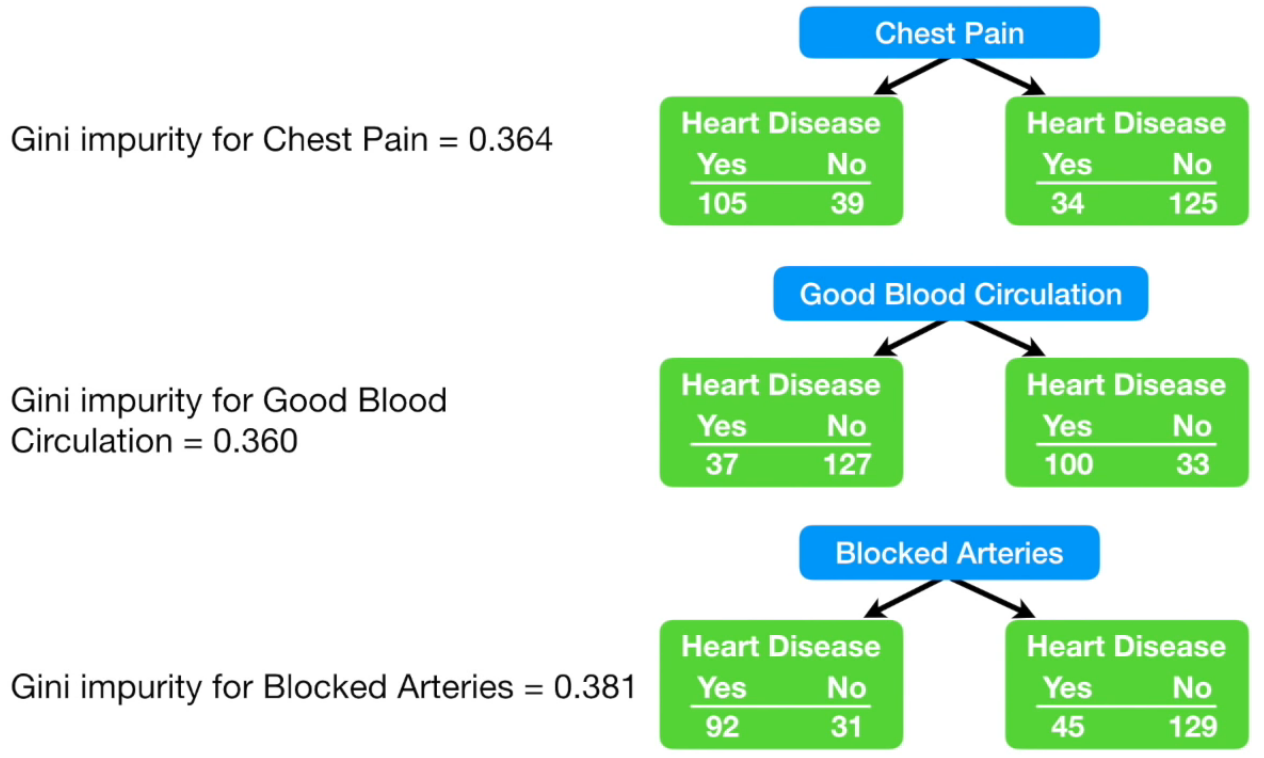 Chest Pain
Gini impurity for Chest Pain = 0.364
Heart Disease
Yes No
105 39
Heart Disease
Yes No
34 125
Good Blood Circulation
Gini impurity for Good Blood
Circulation = 0.360
Heart Disease
Yes No
37 127
Heart Disease
Yes No
100 33
Blocked Arteries
Gini impurity for Blocked Arteries = 0.381
Heart Disease
Yes No
92 31
Heart Disease
Yes No
45 129